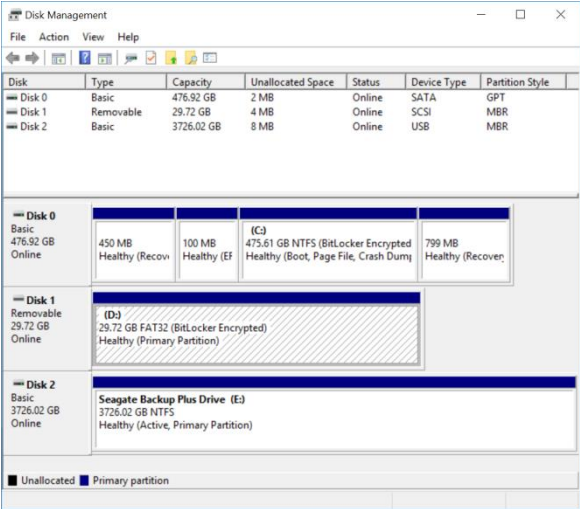 Disk Management
File Action View Help
Disk Type Capacity Unallocated Space Status Device Type Partition Style
Disk 0 Basic 476.92 GB 2 MB Online SATA GPT
Disk 1 Removable 29.72 GB 4 MB Online SCSI MBR
Disk 2 Basic 3726.02 GB 8 MB Online USB MBR
Disk 0
Basic
476.92 GB
Online
450 MB
Healthy (Recov
100 MB
Healthy (EF
(C:)
475.61 GB NTFS (BitLocker Encrypted
Healthy (Boot, Page File, Crash Dump
799 MB
Healthy (Recovery
Disk 1
Removable
29.72 GB
Online
(D:)
29.72 GB FAT32 (BitLocker Encrypted)
Healthy (Primary Partition)
Disk 2
Basic
3726.02 GB
Online
Seagate Backup Plus Drive (E:)
3726.02 GB NTFS
Healthy (Active, Primary Partition)
Unallocated Primary partition